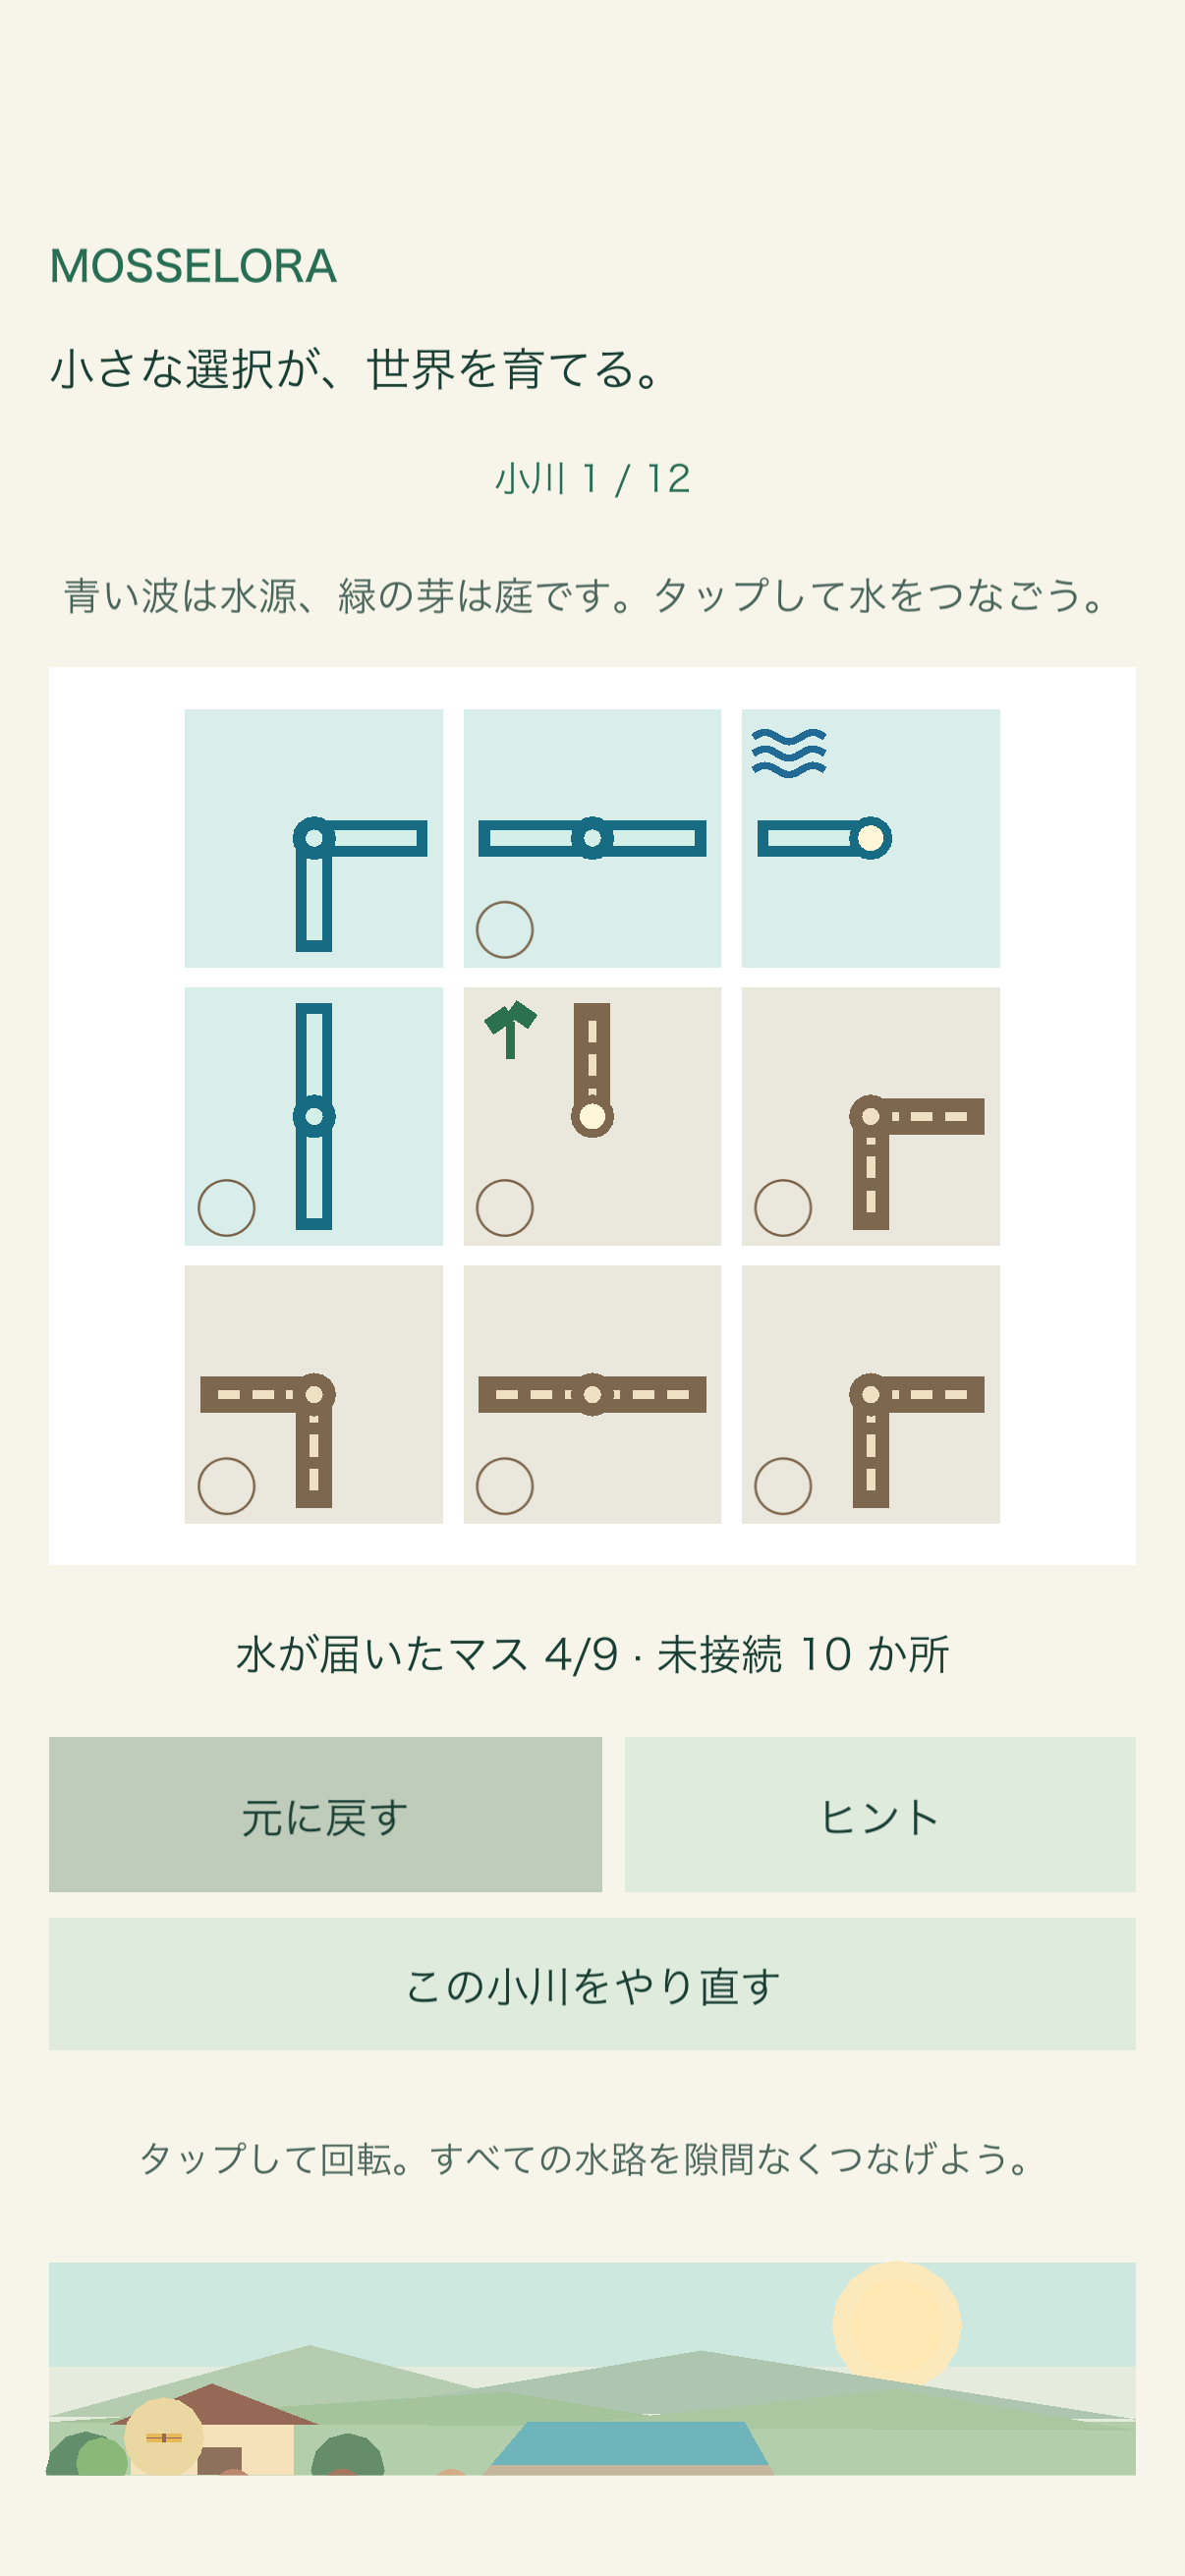 MOSSELORA
小さな選択が、世界を育てる。
小川 1 / 12
青い波は水源、緑の芽は庭です。タップして水をつなごう。
水が届いたマス 4/9 · 未接続 10 か所
元に戻す
ヒント
この小川をやり直す
タップして回転。すべての水路を隙間なくつなげよう。